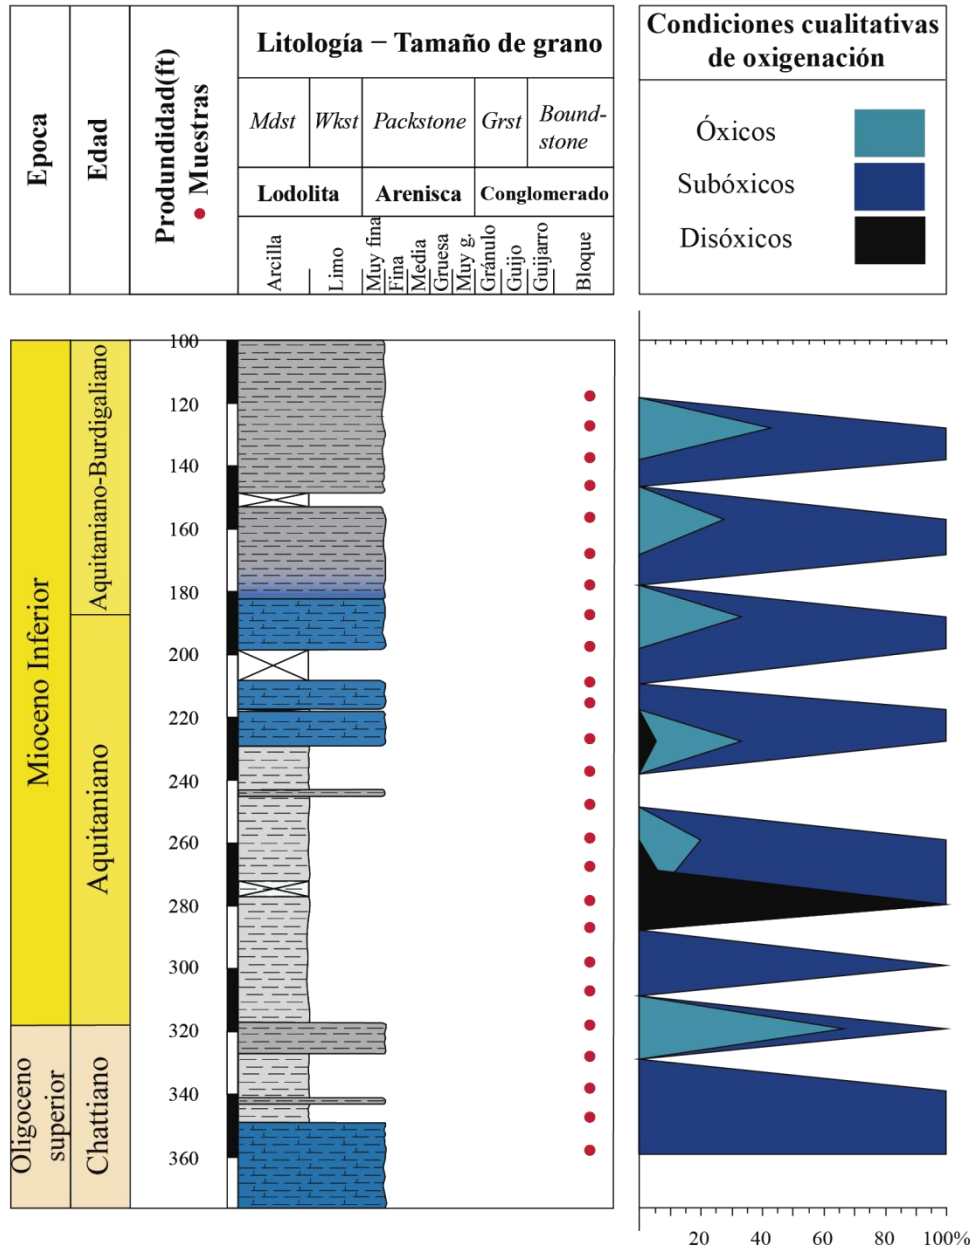 Epoca
Edad
Produndidad(ft)
Muestras
Litología – Tamaño de grano
Mdst
Wkst
Packstone
Grst
Bound-
stone
Lodolita
Arenisca
Conglomerado
Arcilla
Limo
Muy fina
Fina
Media
Gruesa
Muy g.
Gránulo
Guijo
Guijarro
Bloque
Condiciones cualitativas
de oxigenación
Óxicos
Subóxicos
Disóxicos
Mioceno Inferior
Oligoceno
superior
Aquitaniano-Burdigaliano
Aquitaniano
Chattiano
100
120
140
160
180
200
220
240
260
280
300
320
340
360
20 40 60 80 100%